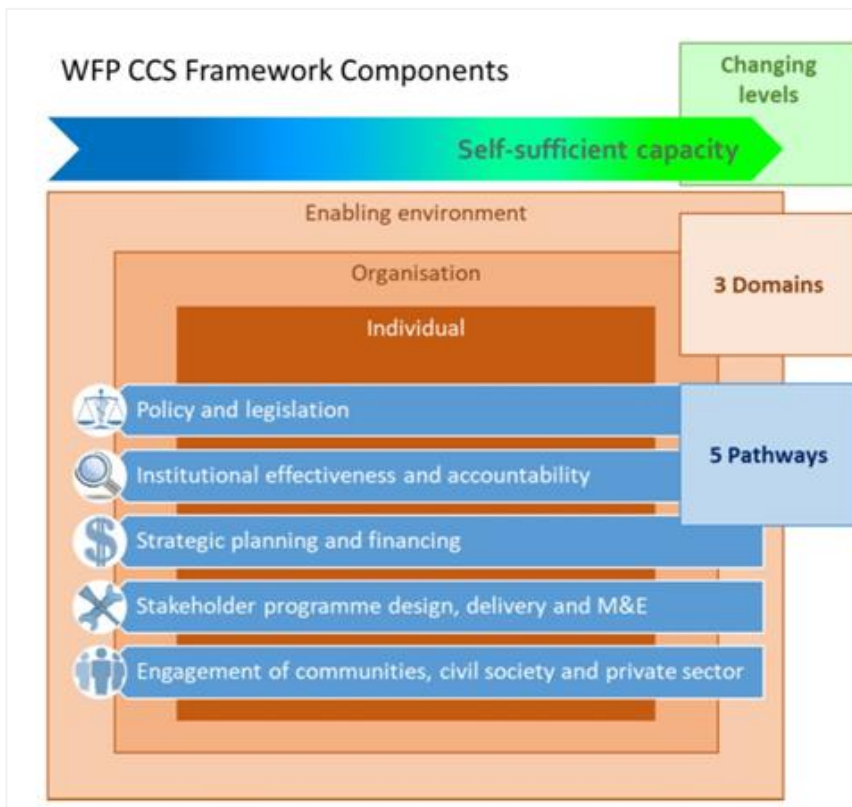 WFP CCS Framework Components
Changing
levels
Self-sufficient capacity
Enabling environment
Organisation
3 Domains
Individual
Policy and legislation
5 Pathways
Institutional effectiveness and accountability
Strategic planning and financing
Stakeholder programme design, delivery and M&E
Engagement of communities, civil society and private sector